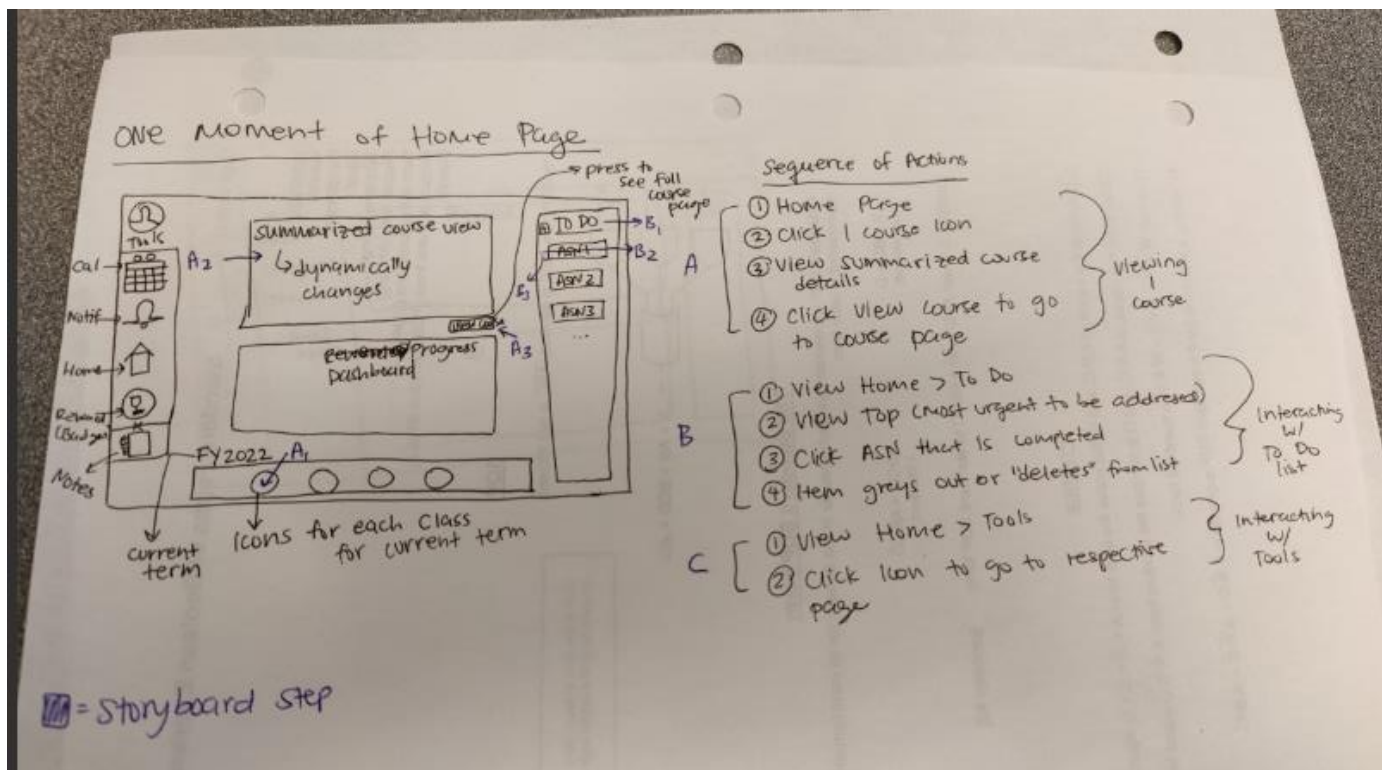 ONE Moment of Home Page
press to
see full
course
page
Tools
Cal
Notif
Home
Reward
(Badges)
Notes
A2
summarized course view
dynamically
changes
A3
Progress
Dashboard
FY2022
A1
current
term
Icons for each Class
for current term
TO DO
B1
ASN1
B2
B3
ASN2
ASN3
...
Sequence of Actions
A
① Home Page
② Click 1 course Icon
③ View summarized course
details
④ Click View course to go
to course page
Viewing
1
course
B
① View Home > To Do
② View Top (most urgent to be addressed)
③ Click ASN that is completed
④ Item greys out or "deletes" from list
Interacting
w/
To Do
list
C
① View Home > Tools
② Click Icon to go to respective
page
Interacting
w/
Tools
= Storyboard step